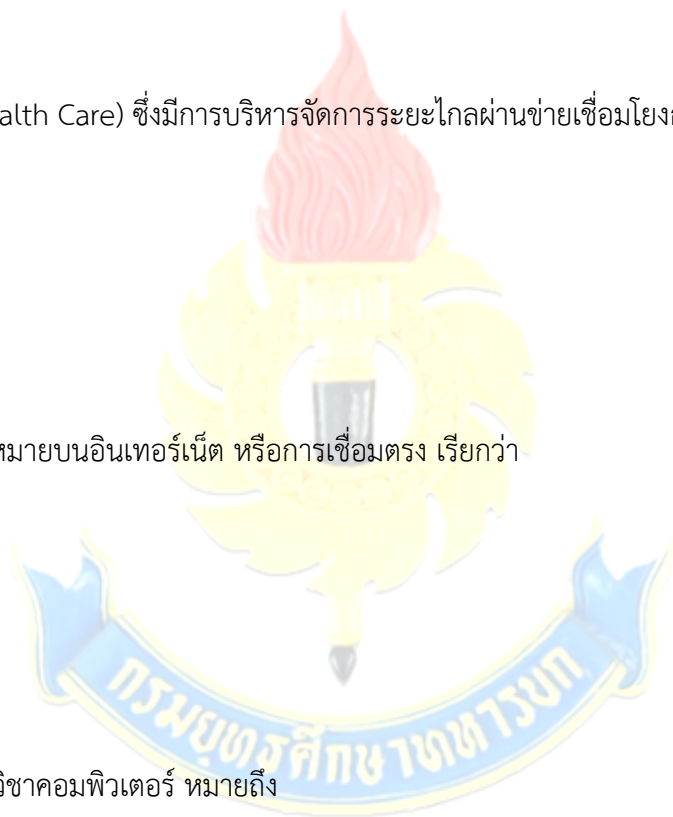 alth Care) ซึ่งมีการบริหารจัดการระยะไกลผ่านข่ายเชื่อมโยง
หมายบนอินเทอร์เน็ต หรือการเชื่อมตรง เรียกว่า
กรมยุทธศึกษาทหารบก
วิชาคอมพิวเตอร์ หมายถึง